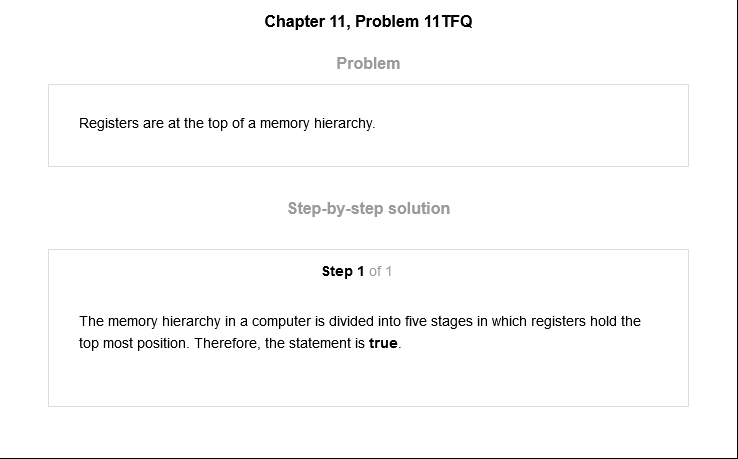 Chapter 11, Problem 11TFQ
Problem
Registers are at the top of a memory hierarchy.
Step-by-step solution
Step 1 of 1
The memory hierarchy in a computer is divided into five stages in which registers hold the
top most position. Therefore, the statement is true.